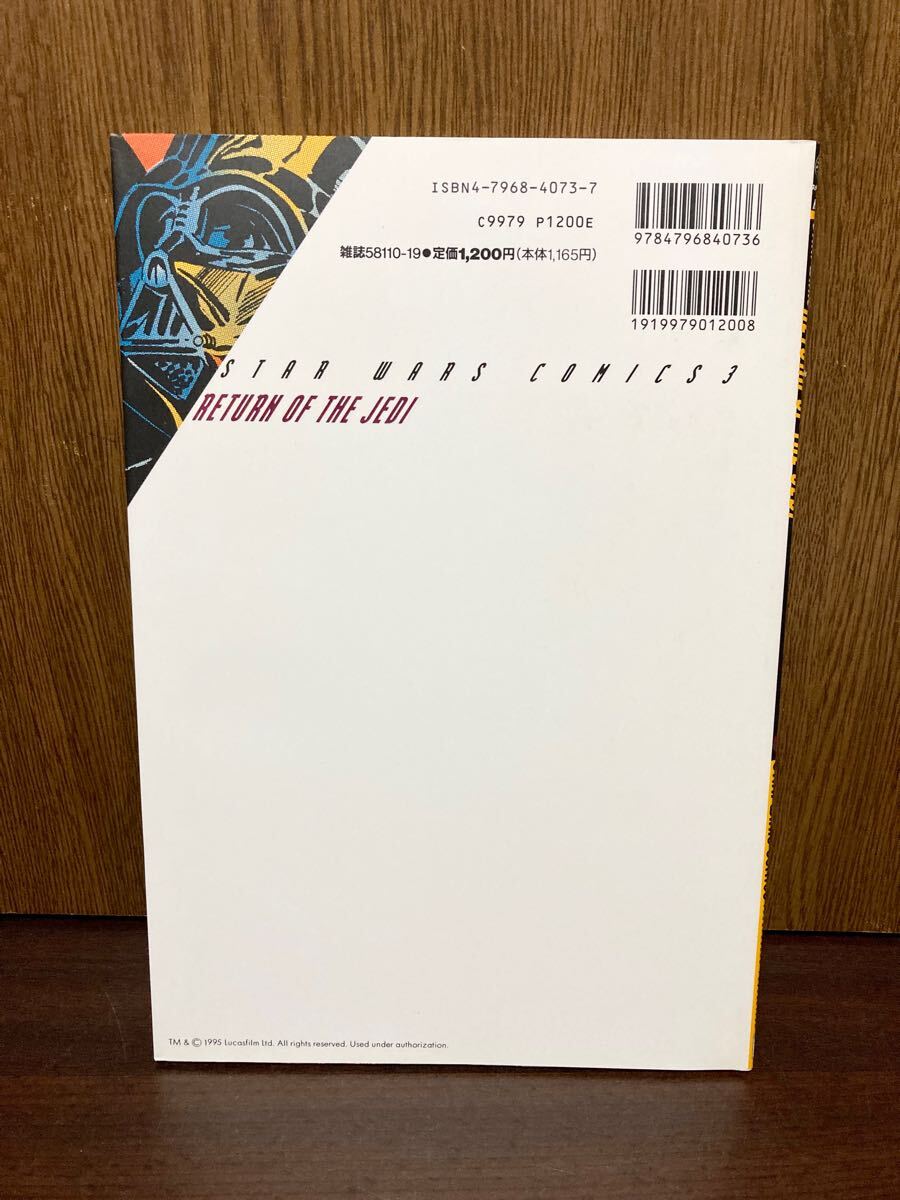 ISBN4-7968-4073-7
C9979 P1200E
雑誌58110-19●定価1,200円(本体1,165円)
9784796840736
1919979012008
STAR WARS COMICS 3
RETURN OF THE JEDI
TM & © 1995 Lucasfilm Ltd. All rights reserved. Used under authorization.